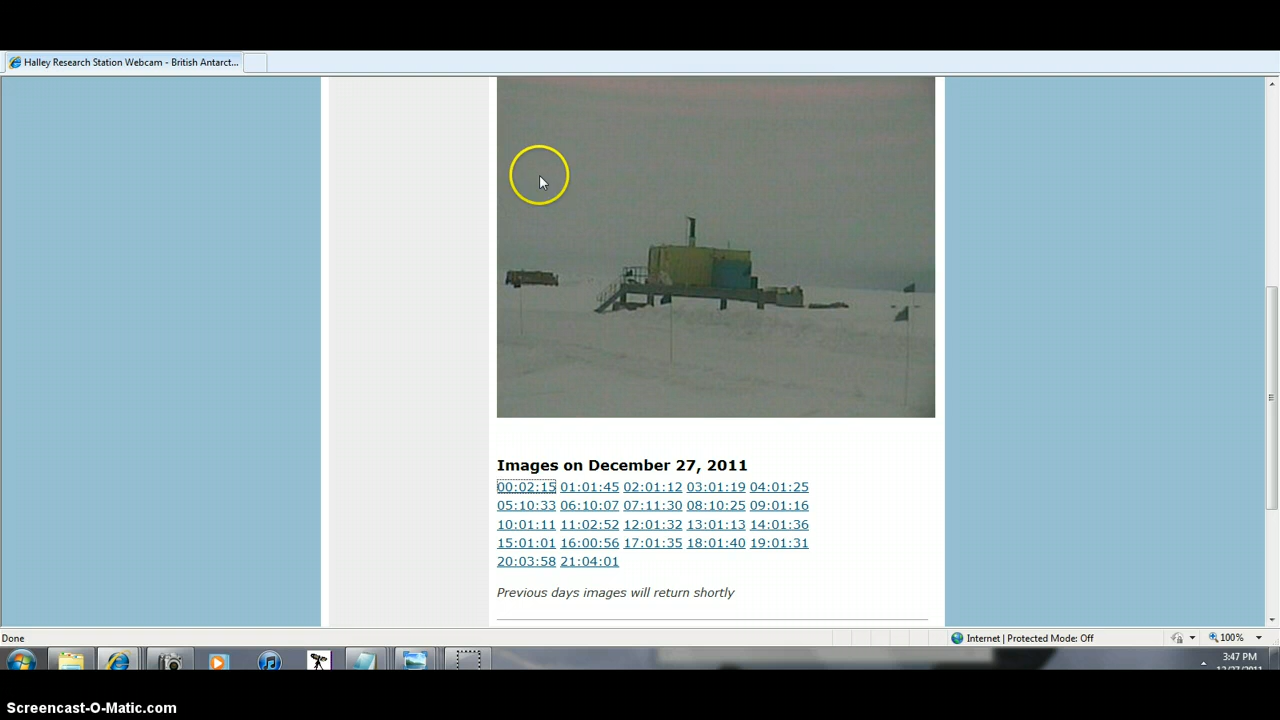 Halley Research Station Webcam - British Antarct...
Images on December 27, 2011
00:02:15 01:01:45 02:01:12 03:01:19 04:01:25
05:10:33 06:10:07 07:11:30 08:10:25 09:01:16
10:01:11 11:02:52 12:01:32 13:01:13 14:01:36
15:01:01 16:00:56 17:01:35 18:01:40 19:01:31
20:03:58 21:04:01
Previous days images will return shortly
Done
Internet | Protected Mode: Off
100%
3:47 PM
12/27/2011
Screencast-O-Matic.com